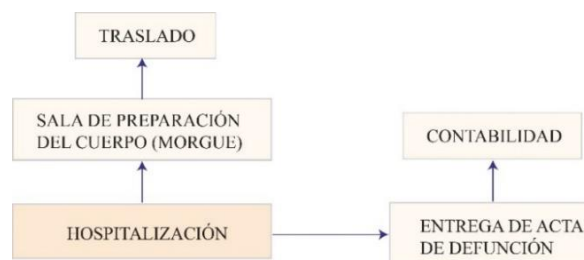 TRASLADO
SALA DE PREPARACIÓN
DEL CUERPO (MORGUE)
CONTABILIDAD
HOSPITALIZACIÓN
ENTREGA DE ACTA
DE DEFUNCIÓN